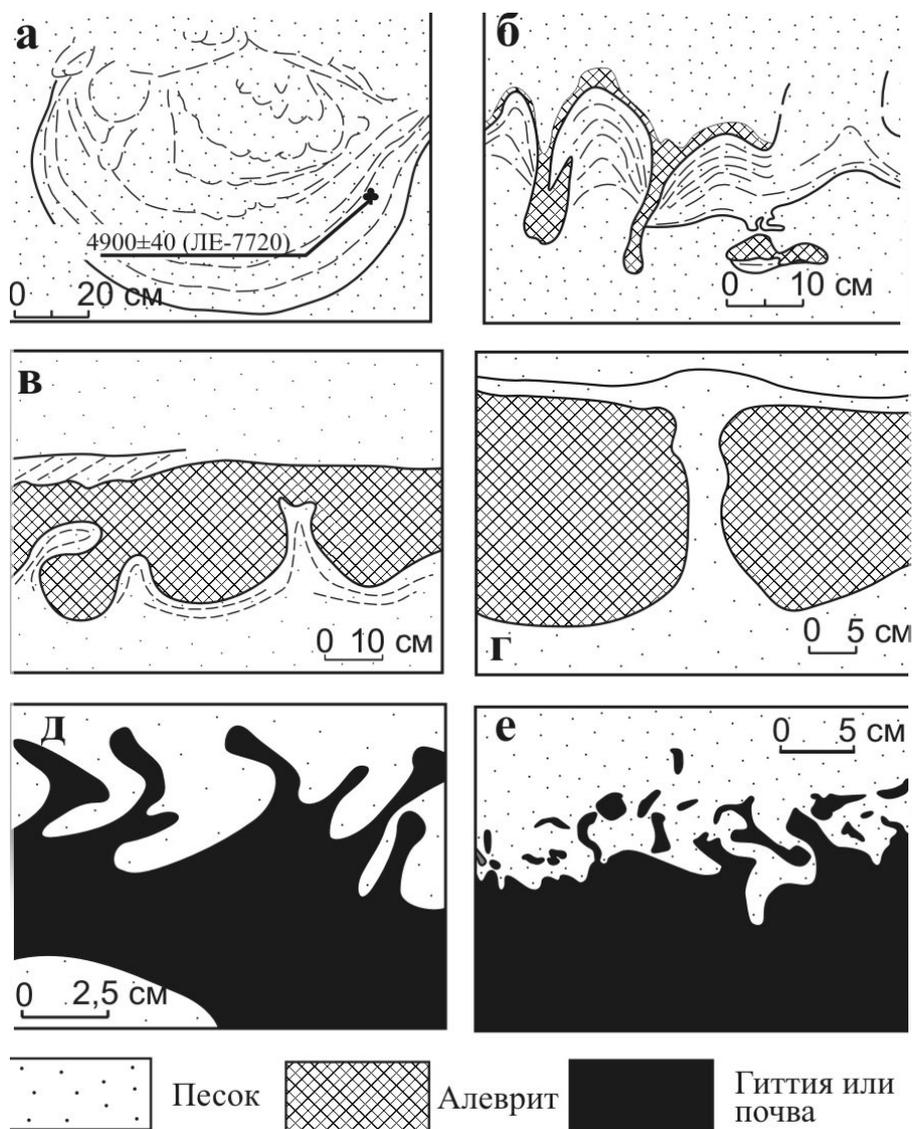 а
б
4900±40 (ЛЕ-7720)
0 20 см
0 10 см
в
0 10 см
г
0 5 см
д
0 2,5 см
е
0 5 см
Песок
Алеврит
Гиттия или
почва